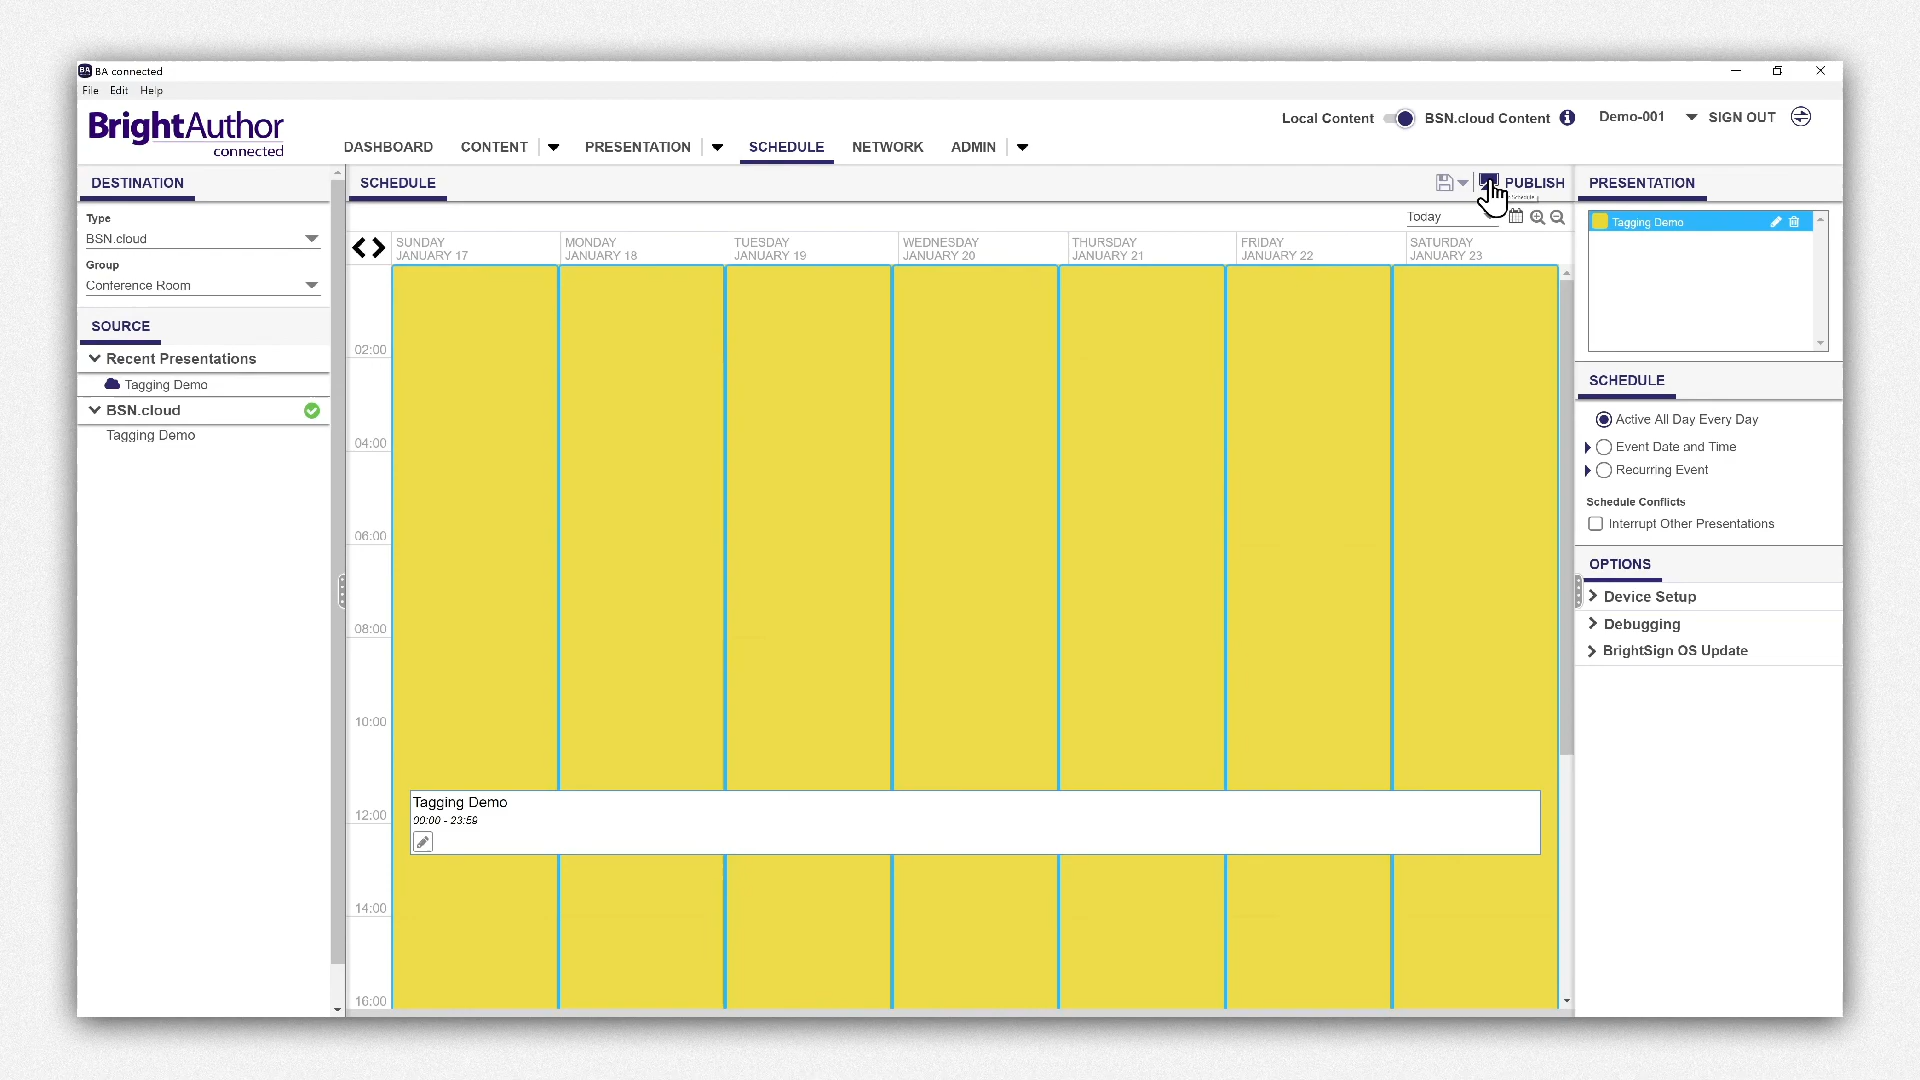 BA connected
File Edit Help
BrightAuthor
connected
DASHBOARD CONTENT PRESENTATION SCHEDULE NETWORK ADMIN
Local Content BSN.cloud Content Demo-001 SIGN OUT
DESTINATION
Type
BSN.cloud
Group
Conference Room
SOURCE
Recent Presentations
Tagging Demo
BSN.cloud
Tagging Demo
SCHEDULE
PUBLISH
Today
SUNDAY
JANUARY 17
MONDAY
JANUARY 18
TUESDAY
JANUARY 19
WEDNESDAY
JANUARY 20
THURSDAY
JANUARY 21
FRIDAY
JANUARY 22
SATURDAY
JANUARY 23
02:00
04:00
06:00
08:00
10:00
12:00
14:00
16:00
Tagging Demo
00:00 - 23:59
PRESENTATION
Tagging Demo
SCHEDULE
Active All Day Every Day
Event Date and Time
Recurring Event
Schedule Conflicts
Interrupt Other Presentations
OPTIONS
Device Setup
Debugging
BrightSign OS Update